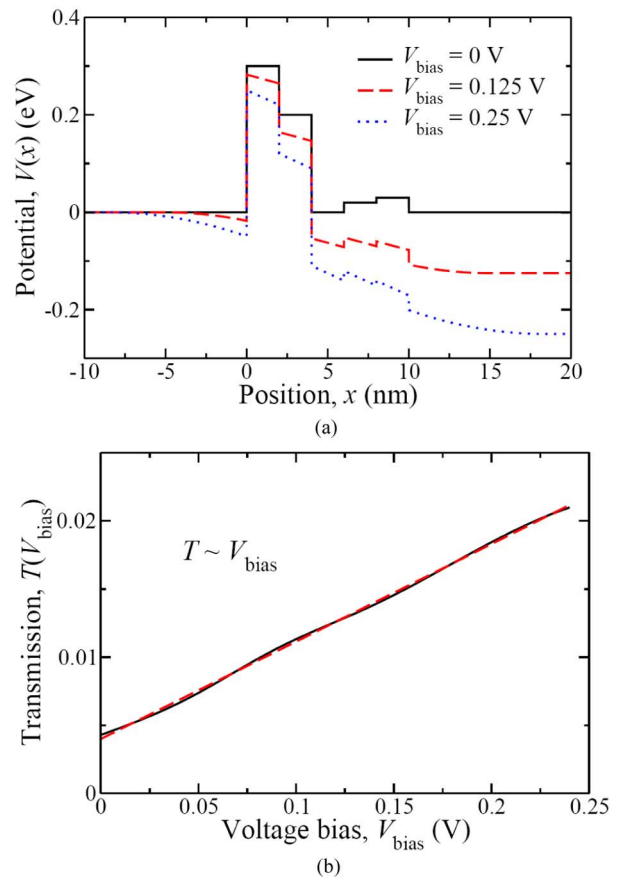 0.4
0.2
0
-0.2
Potential, V(x) (eV)
V_bias = 0 V
V_bias = 0.125 V
V_bias = 0.25 V
-10 -5 0 5 10 15 20
Position, x (nm)
(a)
0.02
0.01
0
Transmission, T(V_bias)
T ~ V_bias
0 0.05 0.1 0.15 0.2 0.25
Voltage bias, V_bias (V)
(b)